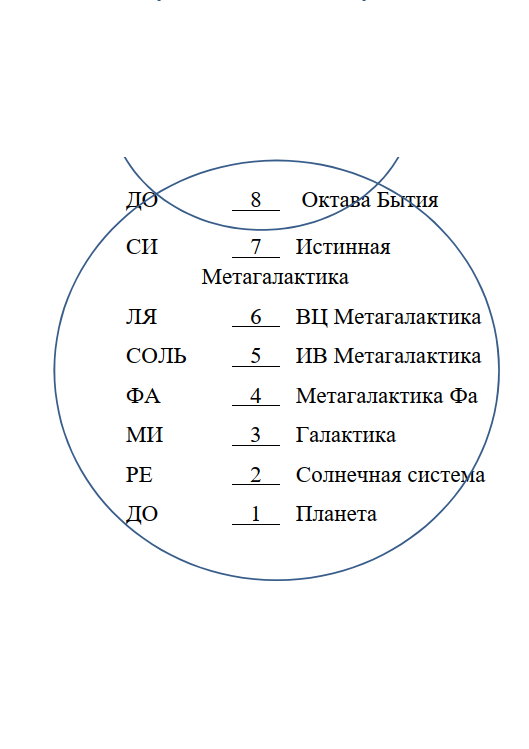 ДО 8 Октава Бытия
СИ 7 Истинная
Метагалактика
ЛЯ 6 ВЦ Метагалактика
СОЛЬ 5 ИВ Метагалактика
ФА 4 Метагалактика Фа
МИ 3 Галактика
РЕ 2 Солнечная система
ДО 1 Планета